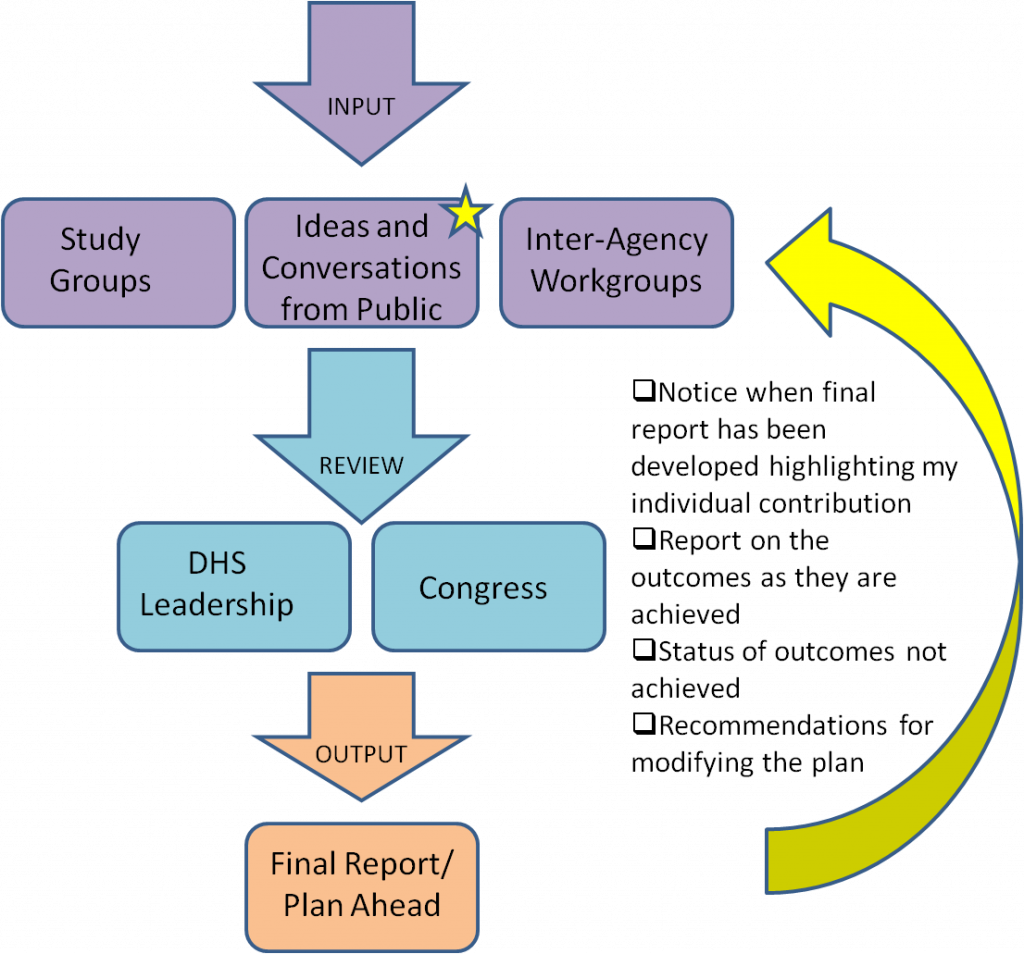 INPUT
Study
Groups
Ideas and
Conversations
from Public
Inter-Agency
Workgroups
REVIEW
❑Notice when final
report has been
developed highlighting my
individual contribution
❑Report on the
outcomes as they are
achieved
❑Status of outcomes not
achieved
❑Recommendations for
modifying the plan
DHS
Leadership
Congress
OUTPUT
Final Report/
Plan Ahead